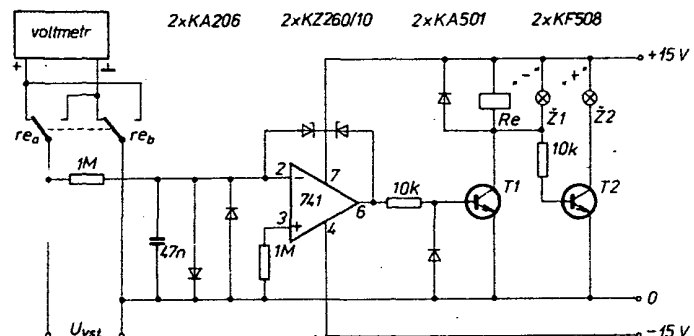 voltmetr
2xKA206 2xKZ260/10 2xKA501 2xKF508
+ ⊥
+15 V
"-" "+"
Re Ž1 Ž2
re_a re_b
1M
10k
2 - 7
741
6
10k
T1 T2
3 +
4
47n
1M
0
U_vst
-15 V